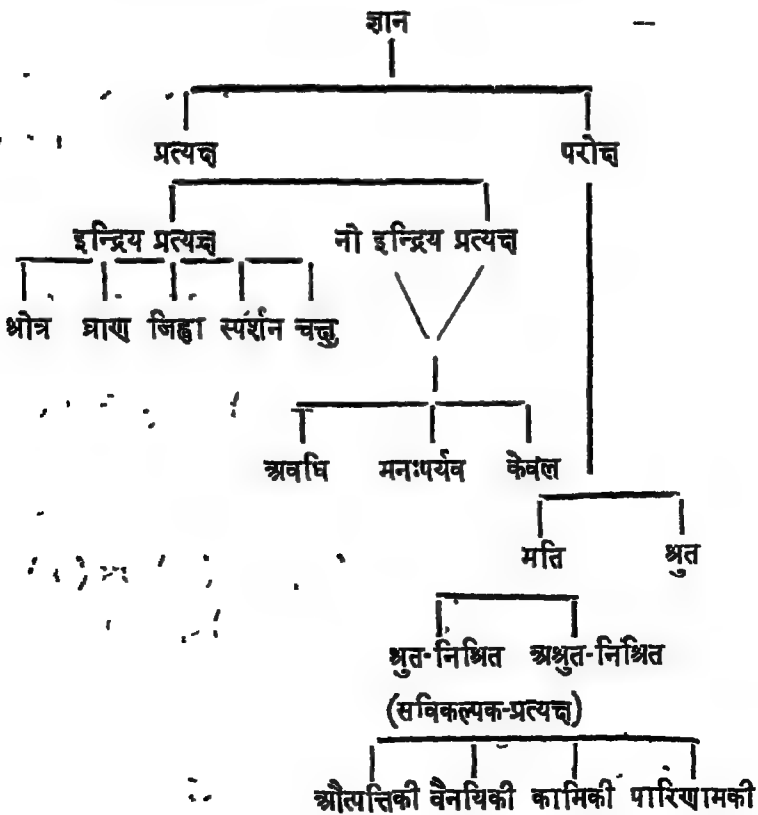 ज्ञान
प्रत्यक्ष परोक्ष
इन्द्रिय प्रत्यक्ष नो इन्द्रिय प्रत्यक्ष
श्रोत्र घ्राण जिह्वा स्पर्शन चक्षु
अवधि मनःपर्यव केवल
मति श्रुत
श्रुत-निश्रित अश्रुत-निश्रित
(सविकल्पक-प्रत्यक्ष)
औत्पत्तिकी वैनयिकी कामिकी पारिणामकी